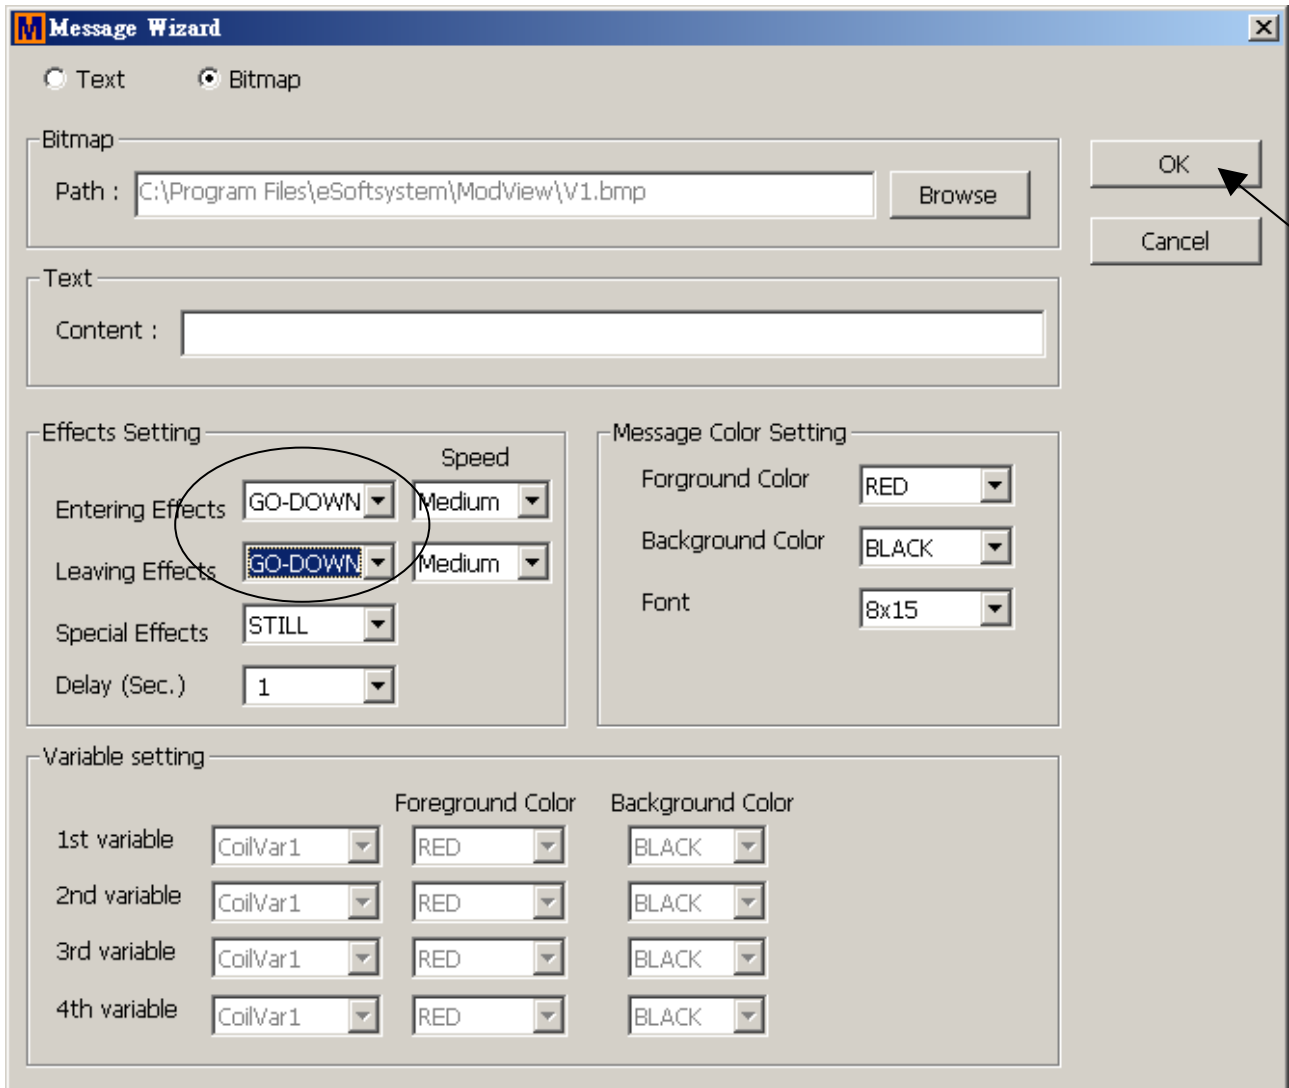 Message Wizard
Text Bitmap
Bitmap
Path : C:\Program Files\eSoftsystem\ModView\V1.bmp Browse
OK
Cancel
Text
Content :
Effects Setting
Speed
Entering Effects GO-DOWN Medium
Leaving Effects GO-DOWN Medium
Special Effects STILL
Delay (Sec.) 1
Message Color Setting
Forground Color RED
Background Color BLACK
Font 8x15
Variable setting
Foreground Color Background Color
1st variable CoilVar1 RED BLACK
2nd variable CoilVar1 RED BLACK
3rd variable CoilVar1 RED BLACK
4th variable CoilVar1 RED BLACK